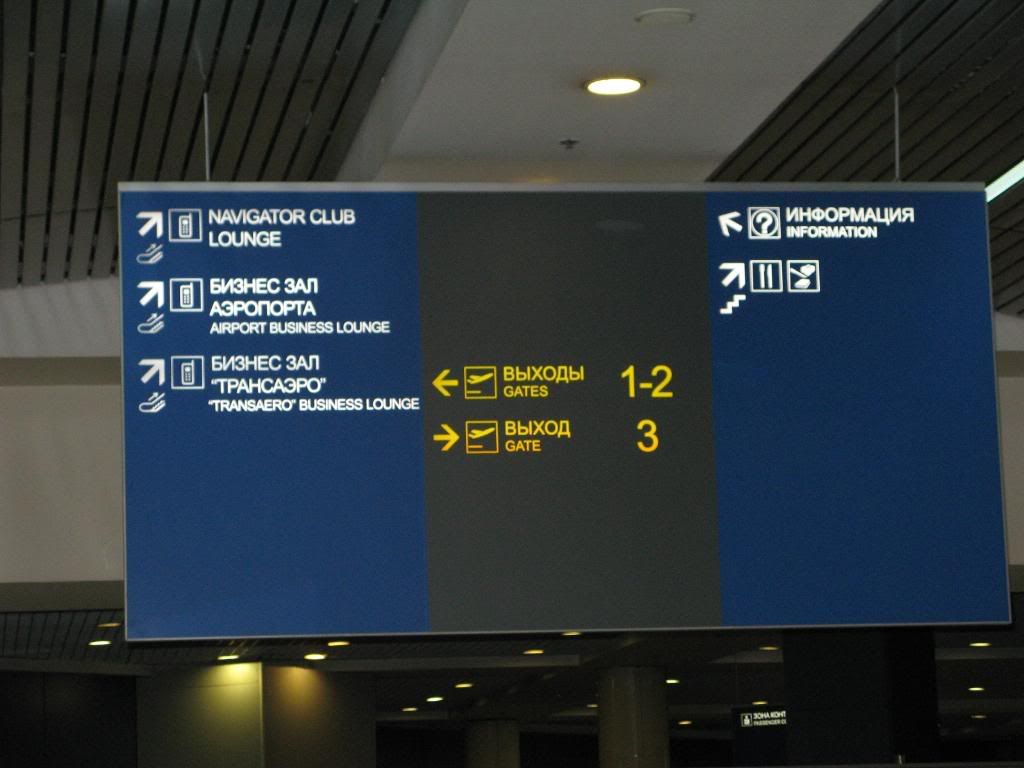 NAVIGATOR CLUB
LOUNGE
БИЗНЕС ЗАЛ
АЭРОПОРТА
AIRPORT BUSINESS LOUNGE
БИЗНЕС ЗАЛ
"ТРАНСАЭРО"
"TRANSAERO" BUSINESS LOUNGE
ВЫХОДЫ 1-2
GATES
ВЫХОД 3
GATE
?
ИНФОРМАЦИЯ
INFORMATION
ЗОНА КОНТ